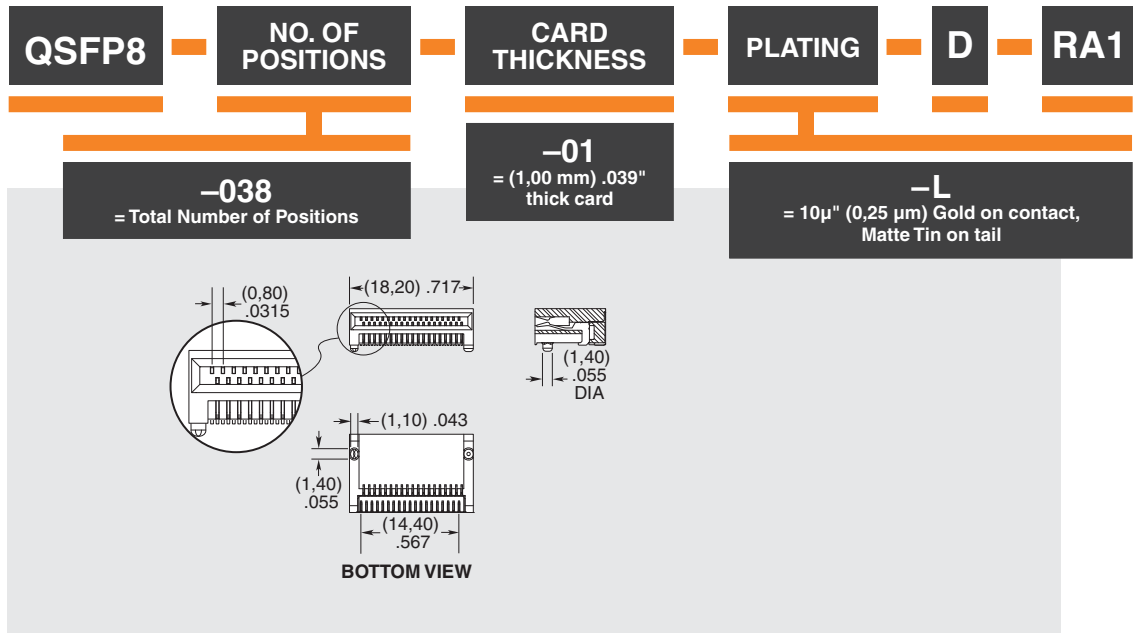 QSFP8
NO. OF
POSITIONS
CARD
THICKNESS
PLATING
D
RA1
–038
= Total Number of Positions
–01
= (1,00 mm) .039"
thick card
–L
= 10µ" (0,25 µm) Gold on contact,
Matte Tin on tail
(0,80)
.0315
(18,20) .717
(1,40)
.055
DIA
(1,10) .043
(1,40)
.055
(14,40)
.567
BOTTOM VIEW